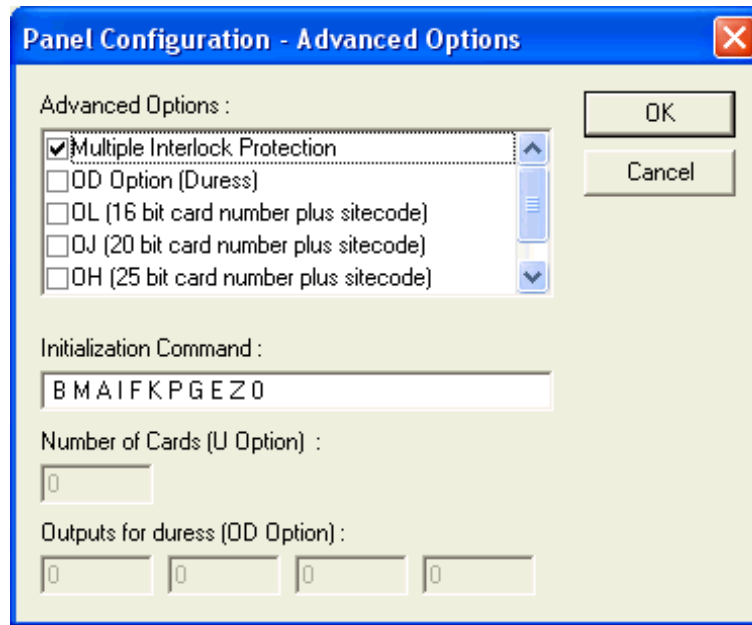 Panel Configuration - Advanced Options
Advanced Options :
OK
Multiple Interlock Protection
Cancel
OD Option (Duress)
OL (16 bit card number plus sitecode)
OJ (20 bit card number plus sitecode)
OH (25 bit card number plus sitecode)
Initialization Command :
B M A I F K P G E Z 0
Number of Cards (U Option) :
0
Outputs for duress (OD Option) :
0 0 0 0